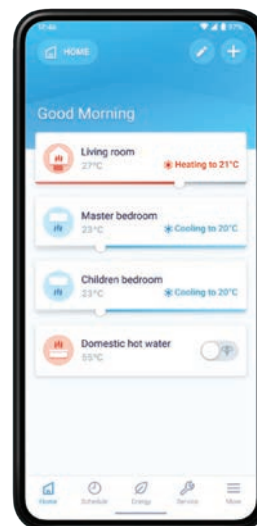 HOME
Good Morning
Living room
27°C
Heating to 21°C
Master bedroom
23°C
Cooling to 20°C
Children bedroom
23°C
Cooling to 20°C
Domestic hot water
55°C
Home
Schedule
Energy
Service
More